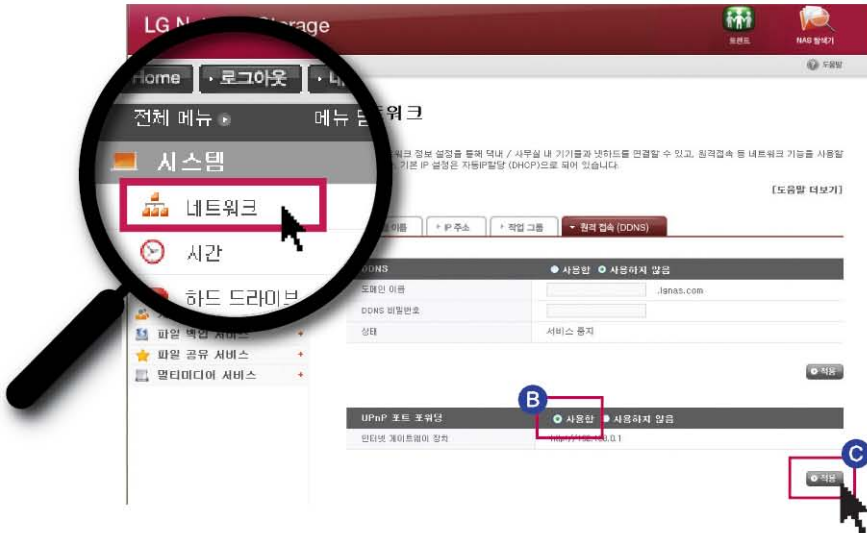 LG N rage
트렌드
NAS 탐색기
도움말
Home
로그아웃
전체 메뉴
메뉴
시스템
네트워크
시간
하드 드라이브
트워크
워크 정보 설정을 통해 댁내 / 사무실 내 기기들과 넷하드를 연결할 수 있고, 원격접속 등 네트워크 기능을 사용할
기본 IP 설정은 자동IP할당 (DHCP)으로 되어 있습니다.
[도움말 더보기]
이름
IP 주소
작업 그룹
원격 접속 (DDNS)
DDNS
사용함 사용하지 않음
도메인 이름
.lgnas.com
DDNS 비밀번호
상태
서비스 중지
적용
파일 백업 서비스
파일 공유 서비스
멀티미디어 서비스
B
UPnP 포트 포워딩
사용함 사용하지 않음
인터넷 게이트웨이 장치
C
적용